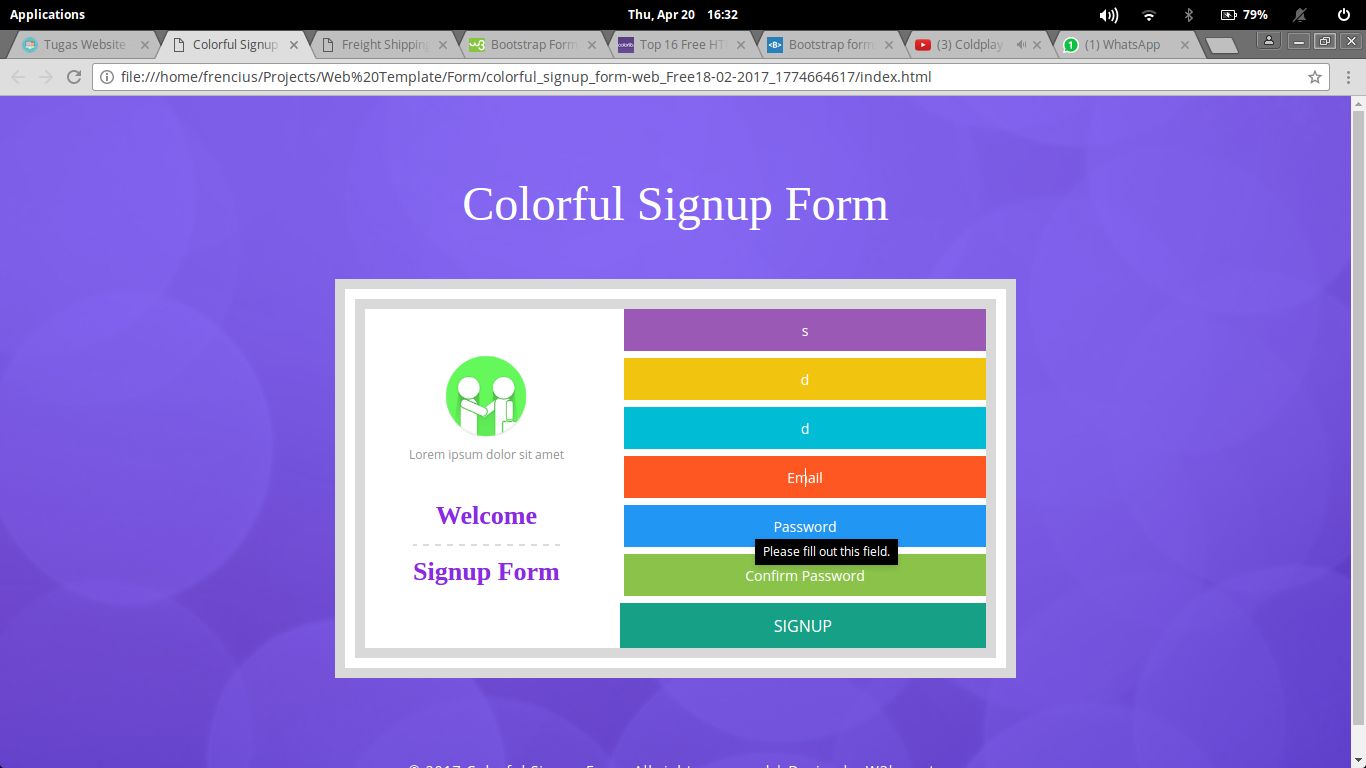 Applications
Thu, Apr 20 16:32
79%
Tugas Website
Colorful Signup
Freight Shipping
w3
Bootstrap Form
colorlib
Top 16 Free HT
<B>
Bootstrap form
(3) Coldplay
1
(1) WhatsApp
file:///home/frencius/Projects/Web%20Template/Form/colorful_signup_form-web_Free18-02-2017_1774664617/index.html
Colorful Signup Form
Lorem ipsum dolor sit amet
Welcome
Signup Form
s
d
d
Email
Password
Please fill out this field.
Confirm Password
SIGNUP